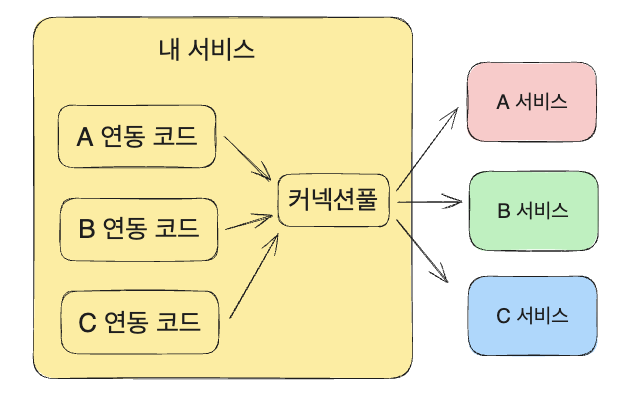 내 서비스
A 연동 코드
B 연동 코드
C 연동 코드
커넥션풀
A 서비스
B 서비스
C 서비스